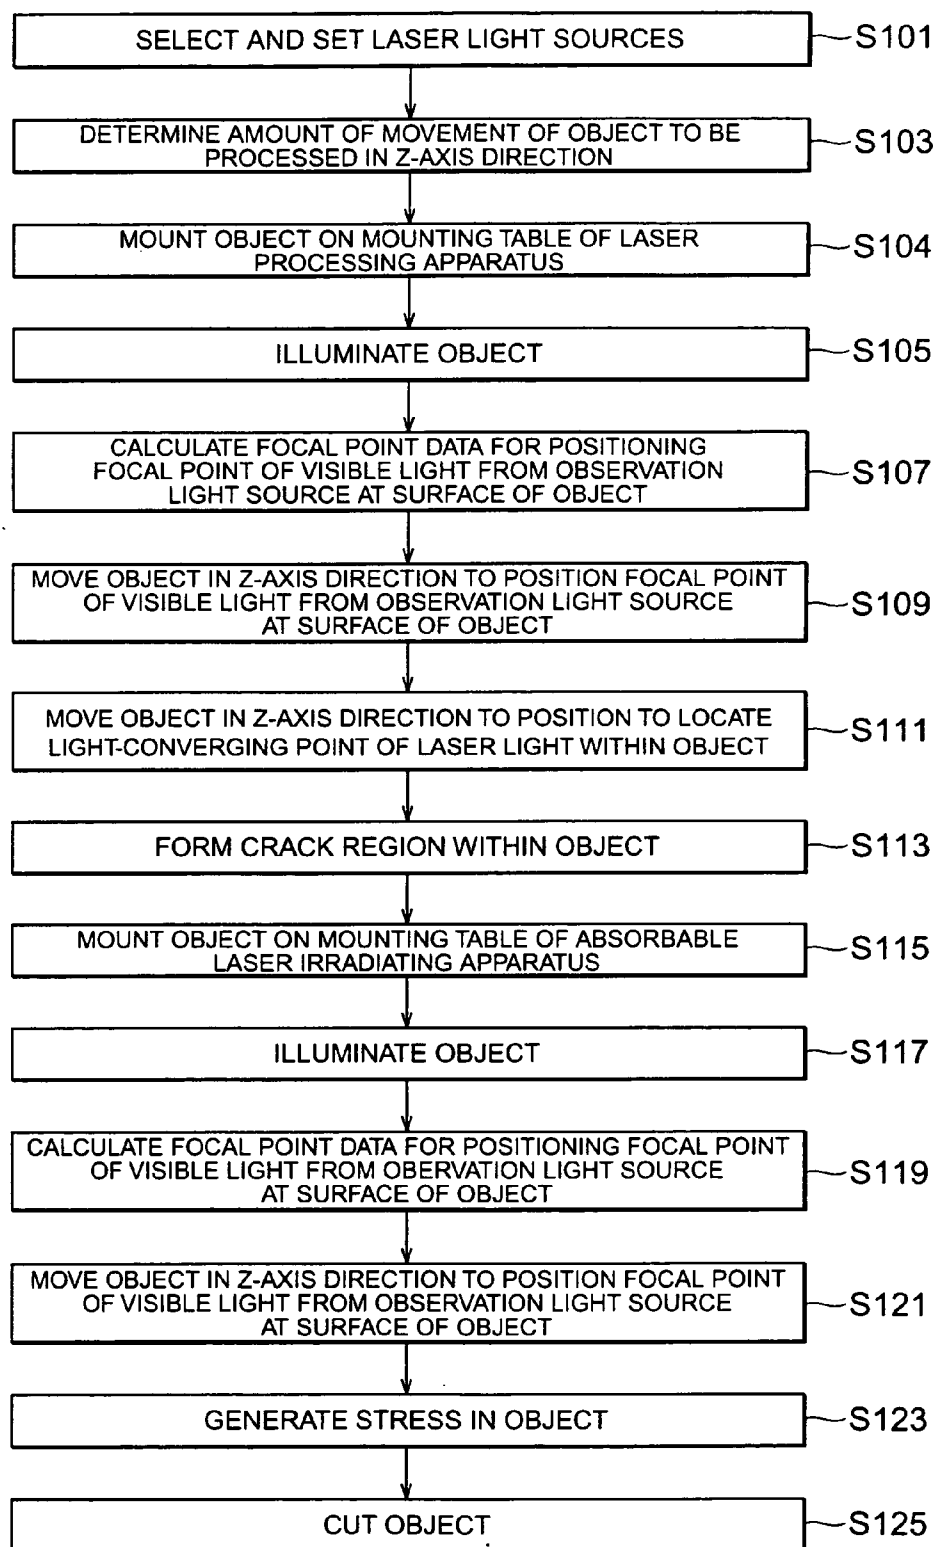 SELECT AND SET LASER LIGHT SOURCES
S101
DETERMINE AMOUNT OF MOVEMENT OF OBJECT TO BE
PROCESSED IN Z-AXIS DIRECTION
S103
MOUNT OBJECT ON MOUNTING TABLE OF LASER
PROCESSING APPARATUS
S104
ILLUMINATE OBJECT
S105
CALCULATE FOCAL POINT DATA FOR POSITIONING
FOCAL POINT OF VISIBLE LIGHT FROM OBSERVATION
LIGHT SOURCE AT SURFACE OF OBJECT
S107
MOVE OBJECT IN Z-AXIS DIRECTION TO POSITION FOCAL POINT
OF VISIBLE LIGHT FROM OBSERVATION LIGHT SOURCE
AT SURFACE OF OBJECT
S109
MOVE OBJECT IN Z-AXIS DIRECTION TO POSITION TO LOCATE
LIGHT-CONVERGING POINT OF LASER LIGHT WITHIN OBJECT
S111
FORM CRACK REGION WITHIN OBJECT
S113
MOUNT OBJECT ON MOUNTING TABLE OF ABSORBABLE
LASER IRRADIATING APPARATUS
S115
ILLUMINATE OBJECT
S117
CALCULATE FOCAL POINT DATA FOR POSITIONING FOCAL POINT
OF VISIBLE LIGHT FROM OBERVATION LIGHT SOURCE
AT SURFACE OF OBJECT
S119
MOVE OBJECT IN Z-AXIS DIRECTION TO POSITION FOCAL POINT
OF VISIBLE LIGHT FROM OBSERVATION LIGHT SOURCE
AT SURFACE OF OBJECT
S121
GENERATE STRESS IN OBJECT
S123
CUT OBJECT
S125